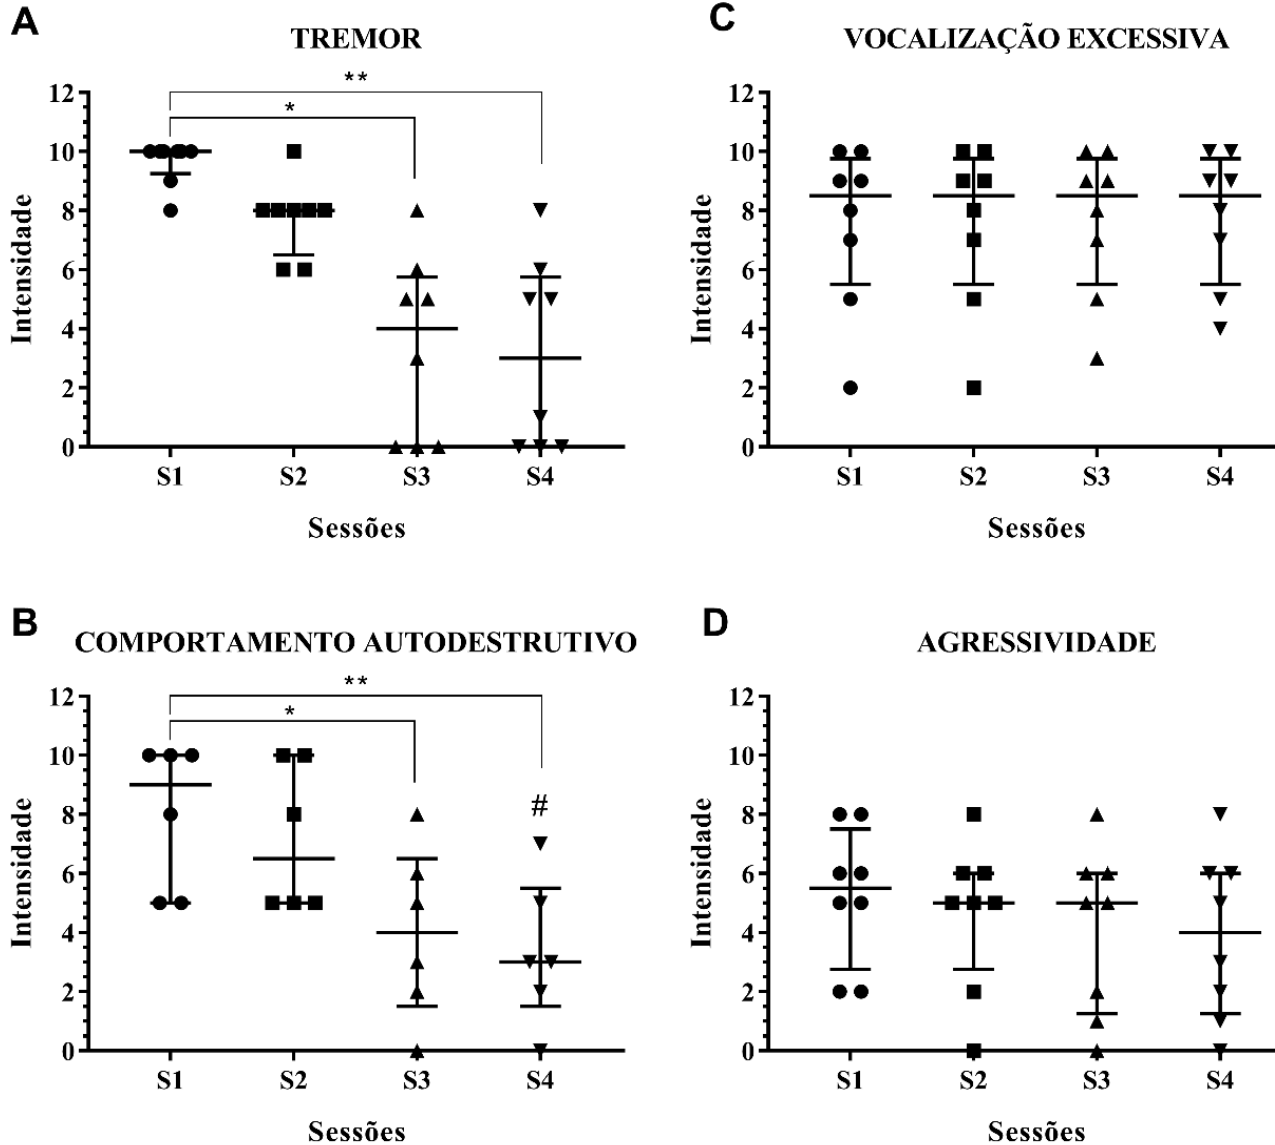 A
TREMOR
**
*
Intensidade
12
10
8
6
4
2
0
S1 S2 S3 S4
Sessões
C
VOCALIZAÇÃO EXCESSIVA
Intensidade
12
10
8
6
4
2
0
S1 S2 S3 S4
Sessões
B
COMPORTAMENTO AUTODESTRUTIVO
**
*
#
Intensidade
12
10
8
6
4
2
0
S1 S2 S3 S4
Sessões
D
AGRESSIVIDADE
Intensidade
12
10
8
6
4
2
0
S1 S2 S3 S4
Sessões